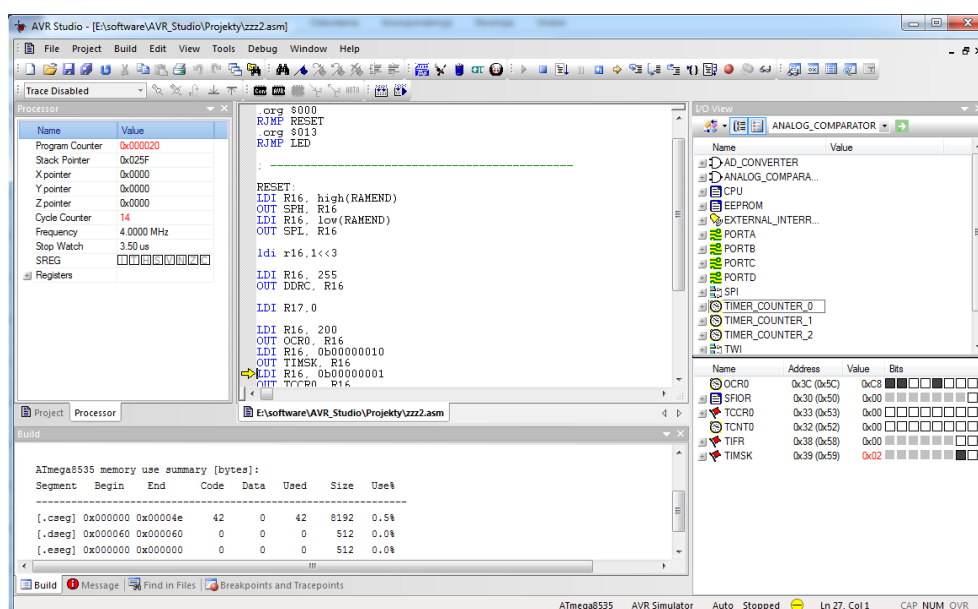 AVR Studio - [E:\software\AVR_Studio\Projekty\zzz2.asm]
File Project Build Edit View Tools Debug Window Help
Trace Disabled
Processor
Name Value
Program Counter 0x000020
Stack Pointer 0x025F
X pointer 0x0000
Y pointer 0x0000
Z pointer 0x0000
Cycle Counter 14
Frequency 4.0000 MHz
Stop Watch 3.50 us
SREG I T H S V N Z C
Registers
Project Processor
.org $000
RJMP RESET
.org $013
RJMP LED
; ------------------------------------------------
RESET:
LDI R16, high(RAMEND)
OUT SPH, R16
LDI R16, low(RAMEND)
OUT SPL, R16
ldi r16,1<<3
LDI R16, 255
OUT DDRC, R16
LDI R17,0
LDI R16, 200
OUT OCR0, R16
LDI R16, 0b00000010
OUT TIMSK, R16
LDI R16, 0b00000001
OUT TCCR0, R16
E:\software\AVR_Studio\Projekty\zzz2.asm
I/O View
ANALOG_COMPARATOR
Name Value
AD_CONVERTER
ANALOG_COMPARA...
CPU
EEPROM
EXTERNAL_INTERR...
PORTA
PORTB
PORTC
PORTD
SPI
TIMER_COUNTER_0
TIMER_COUNTER_1
TIMER_COUNTER_2
TWI
Name Address Value Bits
OCR0 0x3C (0x5C) 0xC8
SFIOR 0x30 (0x50) 0x00
TCCR0 0x33 (0x53) 0x00
TCNT0 0x32 (0x52) 0x00
TIFR 0x38 (0x58) 0x00
TIMSK 0x39 (0x59) 0x02
Build
ATmega8535 memory use summary [bytes]:
Segment Begin End Code Data Used Size Use%
---------------------------------------------------------------
[.cseg] 0x000000 0x00004e 42 0 42 8192 0.5%
[.dseg] 0x000060 0x000060 0 0 0 512 0.0%
[.eseg] 0x000000 0x000000 0 0 0 512 0.0%
Build Message Find in Files Breakpoints and Tracepoints
ATmega8535 AVR Simulator Auto Stopped Ln 27, Col 1 CAP NUM OVR